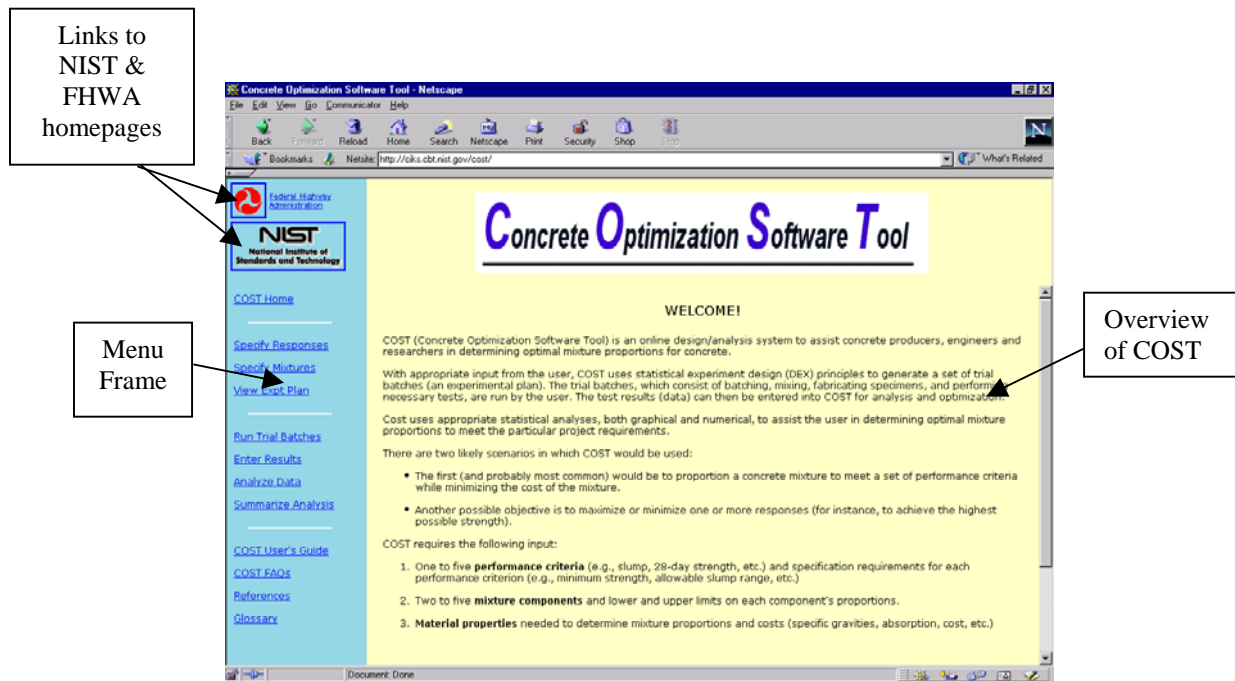 Links to
NIST &
FHWA
homepages
Concrete Optimization Software Tool - Netscape
File Edit View Go Communicator Help
Back Forward Reload Home Search Netscape Print Security Shop Stop
N
Bookmarks Netsite: http://ciks.cbt.nist.gov/cost/ What's Related
Federal Highway
Administration
NIST
National Institute of
Standards and Technology
Concrete Optimization Software Tool
COST Home
Specify Responses
Specify Mixtures
View Expt Plan
Run Trial Batches
Enter Results
Analyze Data
Summarize Analysis
COST User's Guide
COST FAQs
References
Glossary
Menu
Frame
WELCOME!
COST (Concrete Optimization Software Tool) is an online design/analysis system to assist concrete producers, engineers and
researchers in determining optimal mixture proportions for concrete.
With appropriate input from the user, COST uses statistical experiment design (DEX) principles to generate a set of trial
batches (an experimental plan). The trial batches, which consist of batching, mixing, fabricating specimens, and performing
necessary tests, are run by the user. The test results (data) can then be entered into COST for analysis and optimization.
Cost uses appropriate statistical analyses, both graphical and numerical, to assist the user in determining optimal mixture
proportions to meet the particular project requirements.
There are two likely scenarios in which COST would be used:
• The first (and probably most common) would be to proportion a concrete mixture to meet a set of performance criteria
while minimizing the cost of the mixture.
• Another possible objective is to maximize or minimize one or more responses (for instance, to achieve the highest
possible strength).
COST requires the following input:
1. One to five performance criteria (e.g., slump, 28-day strength, etc.) and specification requirements for each
performance criterion (e.g., minimum strength, allowable slump range, etc.)
2. Two to five mixture components and lower and upper limits on each component's proportions.
3. Material properties needed to determine mixture proportions and costs (specific gravities, absorption, cost, etc.)
Overview
of COST
Document: Done